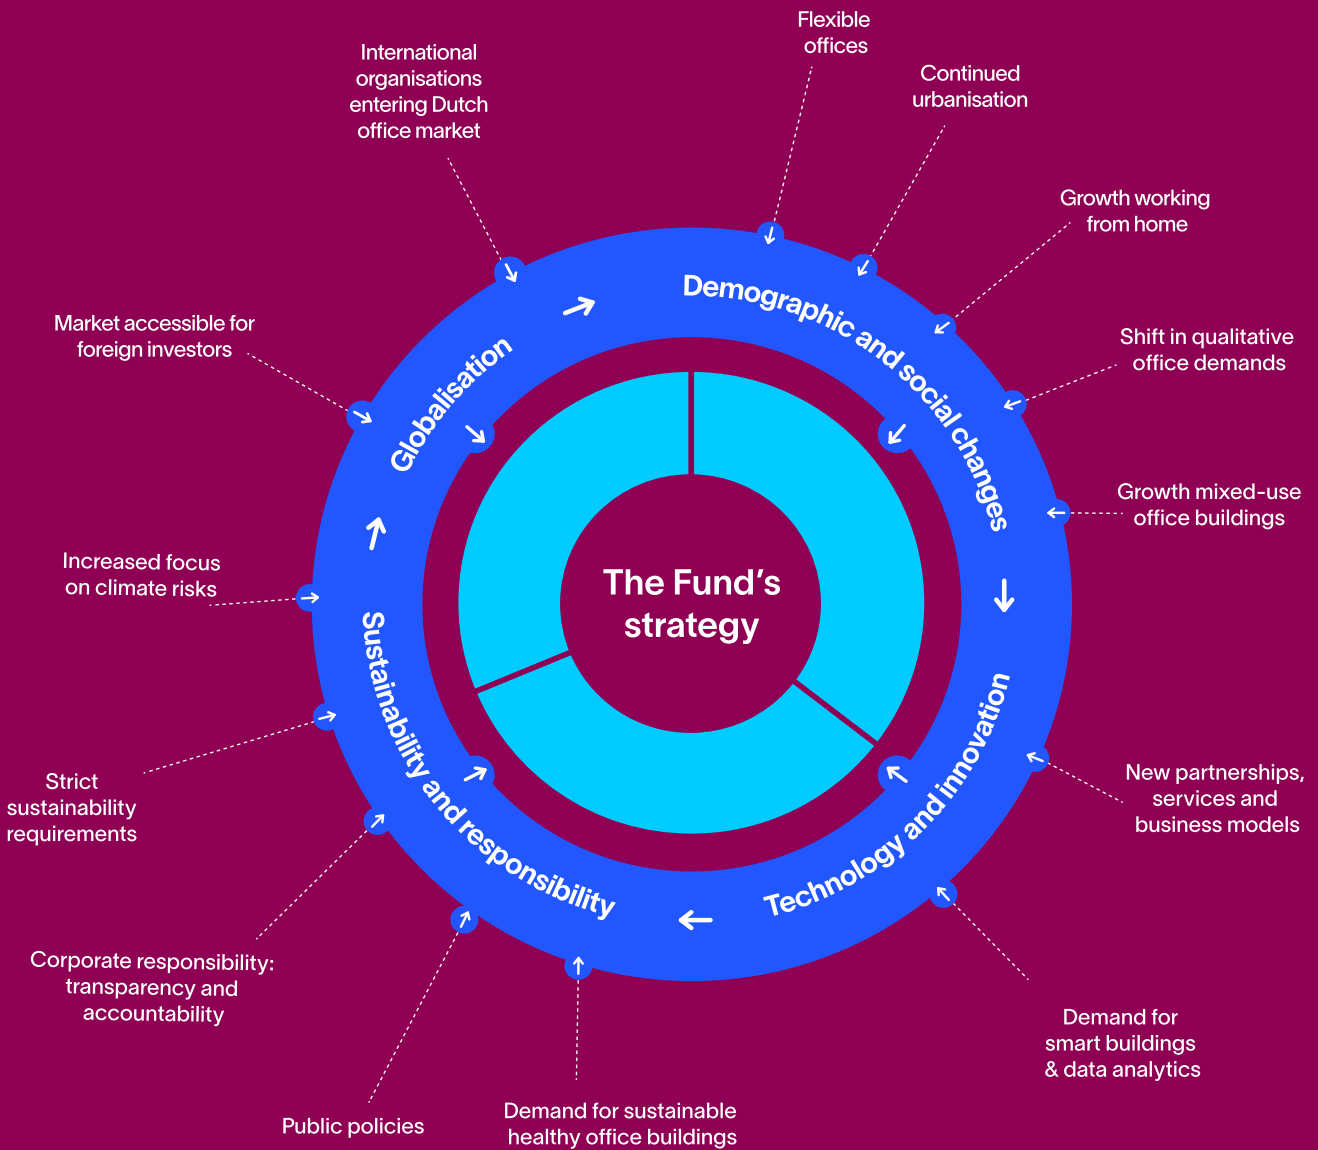 Flexible
offices
International
organisations
entering Dutch
office market
Continued
urbanisation
Growth working
from home
Market accessible for
foreign investors
Shift in qualitative
office demands
Growth mixed-use
office buildings
Increased focus
on climate risks
Globalisation
Demographic and social changes
Technology and innovation
Sustainability and responsibility
The Fund's
strategy
Strict
sustainability
requirements
New partnerships,
services and
business models
Corporate responsibility:
transparency and
accountability
Demand for
smart buildings
& data analytics
Public policies
Demand for sustainable
healthy office buildings